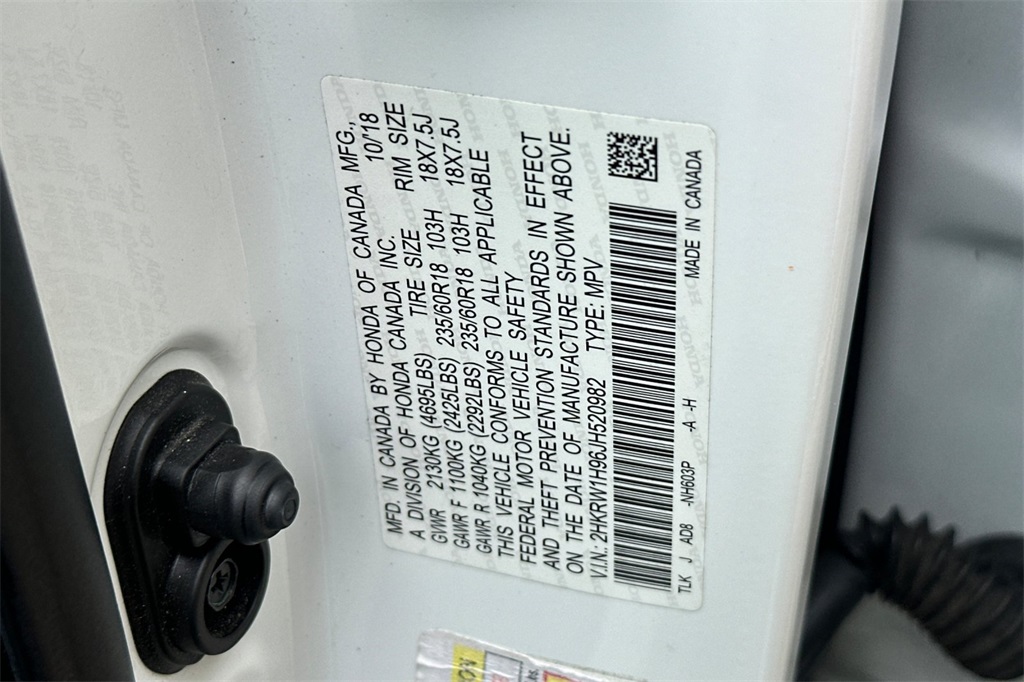 MFD. IN CANADA BY HONDA OF CANADA MFG.,
A DIVISION OF HONDA CANADA INC. 10/'18
GVWR 2130KG (4695LBS) TIRE SIZE RIM SIZE
GAWR F 1100KG (2425LBS) 235/60R18 103H 18X7.5J
GAWR R 1040KG (2292LBS) 235/60R18 103H 18X7.5J
THIS VEHICLE CONFORMS TO ALL APPLICABLE
FEDERAL MOTOR VEHICLE SAFETY
AND THEFT PREVENTION STANDARDS IN EFFECT
ON THE DATE OF MANUFACTURE SHOWN ABOVE.
V.I.N.: 2HKRW1H96JH520982 TYPE: MPV
TLK J AD8 -NH603P -A -H MADE IN CANADA